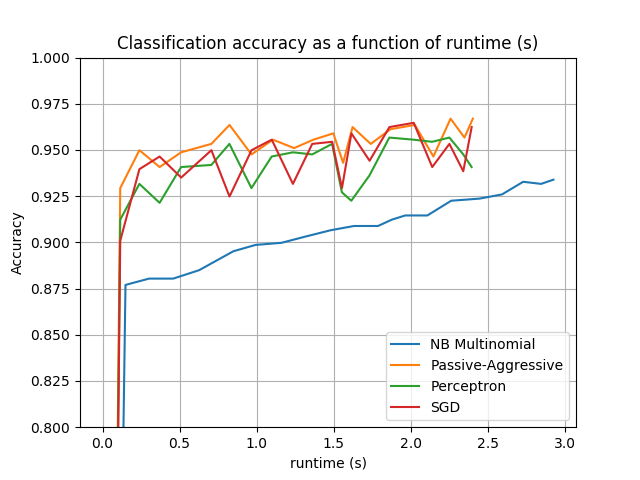 Classification accuracy as a function of runtime (s)
1.000
0.975
0.950
0.925
0.900
0.875
0.850
0.825
0.800
Accuracy
NB Multinomial
Passive-Aggressive
Perceptron
SGD
0.0 0.5 1.0 1.5 2.0 2.5 3.0
runtime (s)